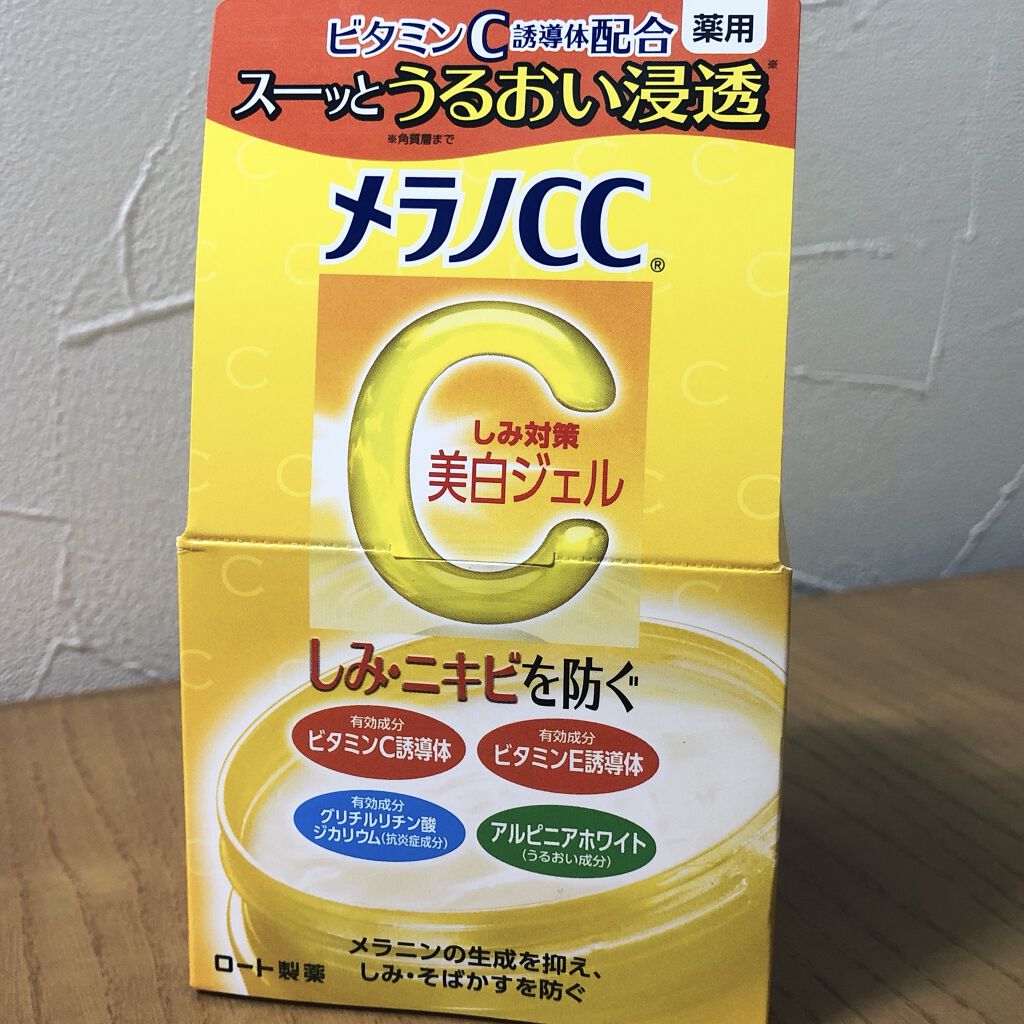 ビタミンC誘導体配合 薬用
スーッとうるおい浸透※
※角質層まで
メラノCC®
しみ対策
美白ジェル
しみ・ニキビを防ぐ
有効成分
ビタミンC誘導体
有効成分
ビタミンE誘導体
有効成分
グリチルリチン酸
ジカリウム(抗炎症成分)
アルピニアホワイト
(うるおい成分)
メラニンの生成を抑え、
しみ・そばかすを防ぐ
ロート製薬